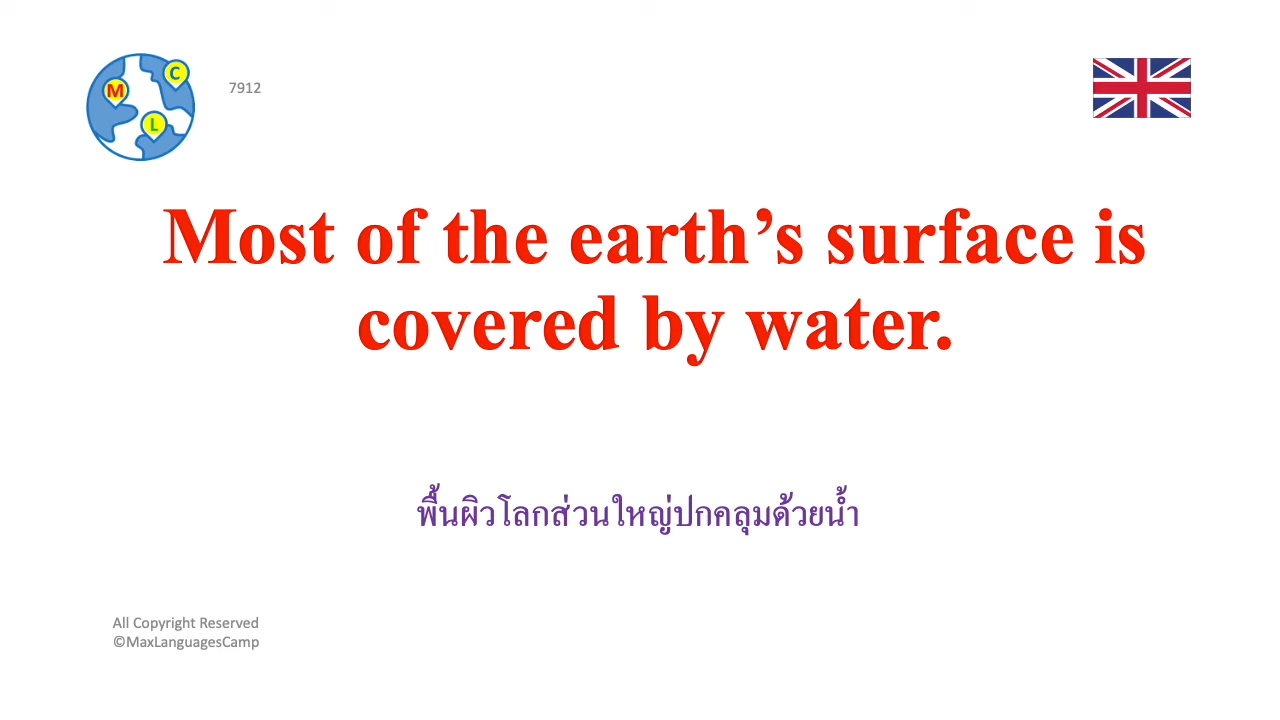 M
C
L
7912
Most of the earth’s surface is
covered by water.
พื้นผิวโลกส่วนใหญ่ปกคลุมด้วยน้ำ
All Copyright Reserved
©MaxLanguagesCamp